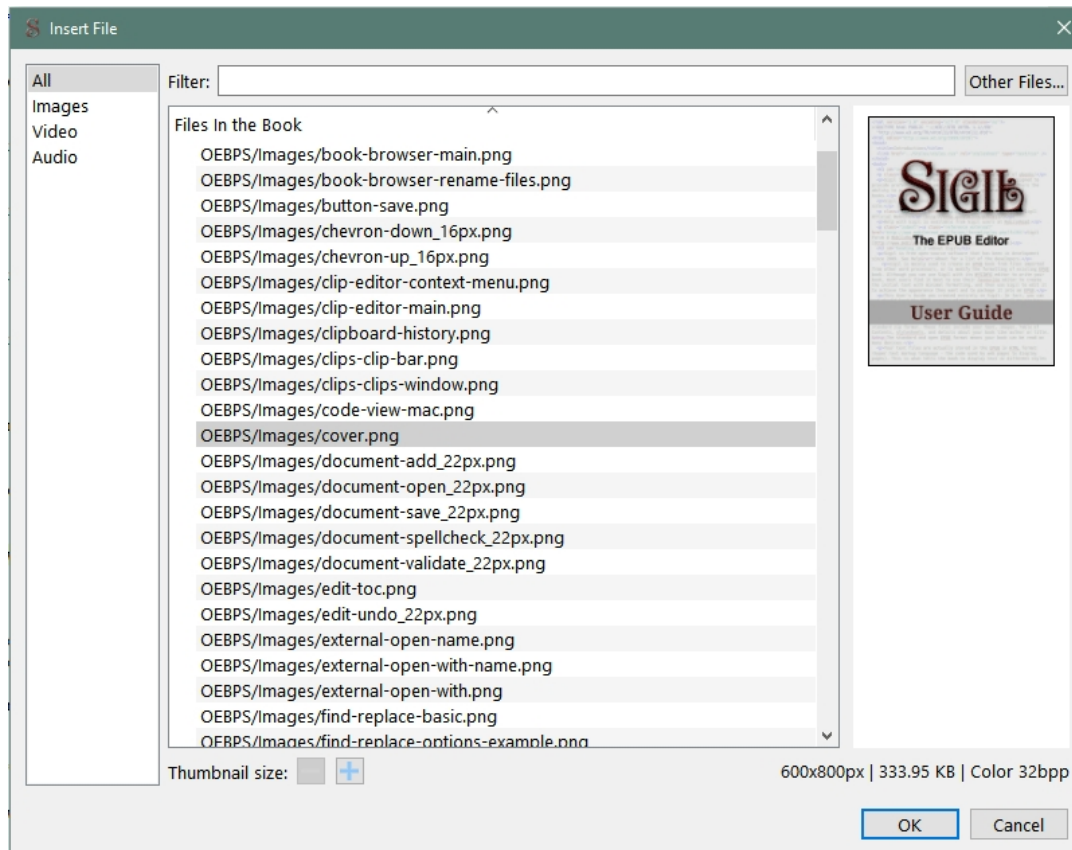 Insert File
All
Images
Video
Audio
Filter:
Other Files...
Files In the Book
OEBPS/Images/book-browser-main.png
OEBPS/Images/book-browser-rename-files.png
OEBPS/Images/button-save.png
OEBPS/Images/chevron-down_16px.png
OEBPS/Images/chevron-up_16px.png
OEBPS/Images/clip-editor-context-menu.png
OEBPS/Images/clip-editor-main.png
OEBPS/Images/clipboard-history.png
OEBPS/Images/clips-clip-bar.png
OEBPS/Images/clips-clips-window.png
OEBPS/Images/code-view-mac.png
OEBPS/Images/cover.png
OEBPS/Images/document-add_22px.png
OEBPS/Images/document-open_22px.png
OEBPS/Images/document-save_22px.png
OEBPS/Images/document-spellcheck_22px.png
OEBPS/Images/document-validate_22px.png
OEBPS/Images/edit-toc.png
OEBPS/Images/edit-undo_22px.png
OEBPS/Images/external-open-name.png
OEBPS/Images/external-open-with-name.png
OEBPS/Images/external-open-with.png
OEBPS/Images/find-replace-basic.png
OEBPS/Images/find-replace-options-example.png
SIGIL
The EPUB Editor
User Guide
Thumbnail size:
600x800px | 333.95 KB | Color 32bpp
OK
Cancel